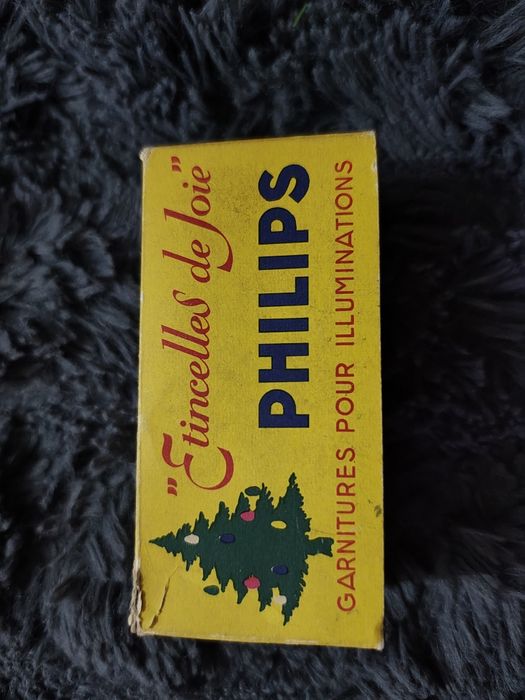 "Etincelles de Joie"
PHILIPS
GARNITURES POUR ILLUMINATIONS